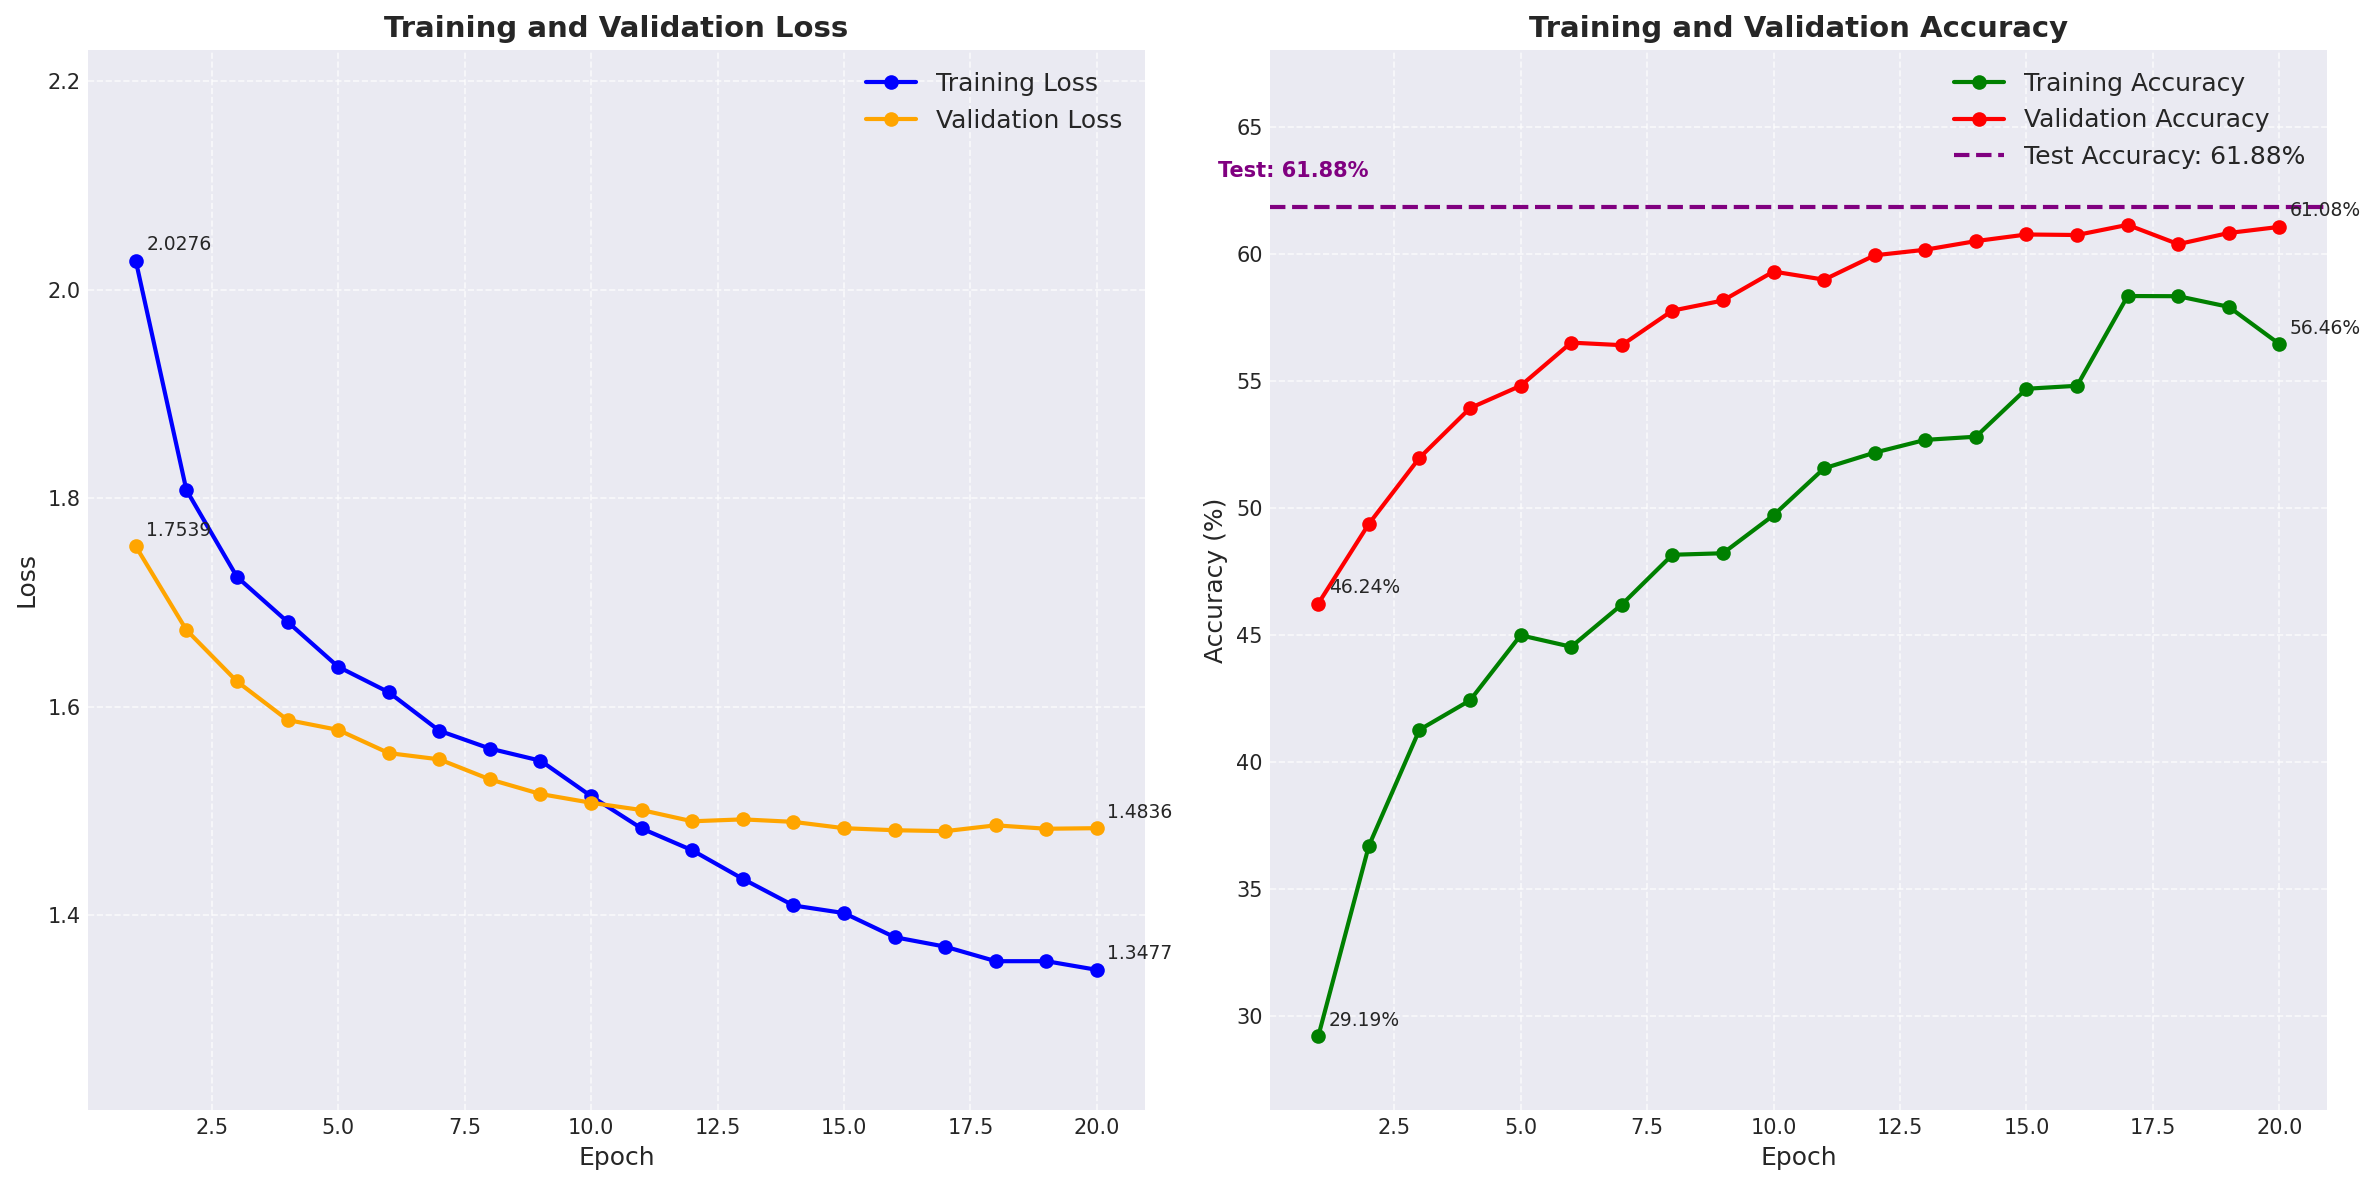 Training and Validation Loss
Training Loss
Validation Loss
2.2
2.0
1.8
1.6
1.4
Loss
2.0276
1.7539
1.4836
1.3477
2.5 5.0 7.5 10.0 12.5 15.0 17.5 20.0
Epoch
Training and Validation Accuracy
Training Accuracy
Validation Accuracy
Test Accuracy: 61.88%
Test: 61.88%
65
60
55
50
45
40
35
30
Accuracy (%)
61.08%
56.46%
46.24%
29.19%
2.5 5.0 7.5 10.0 12.5 15.0 17.5 20.0
Epoch